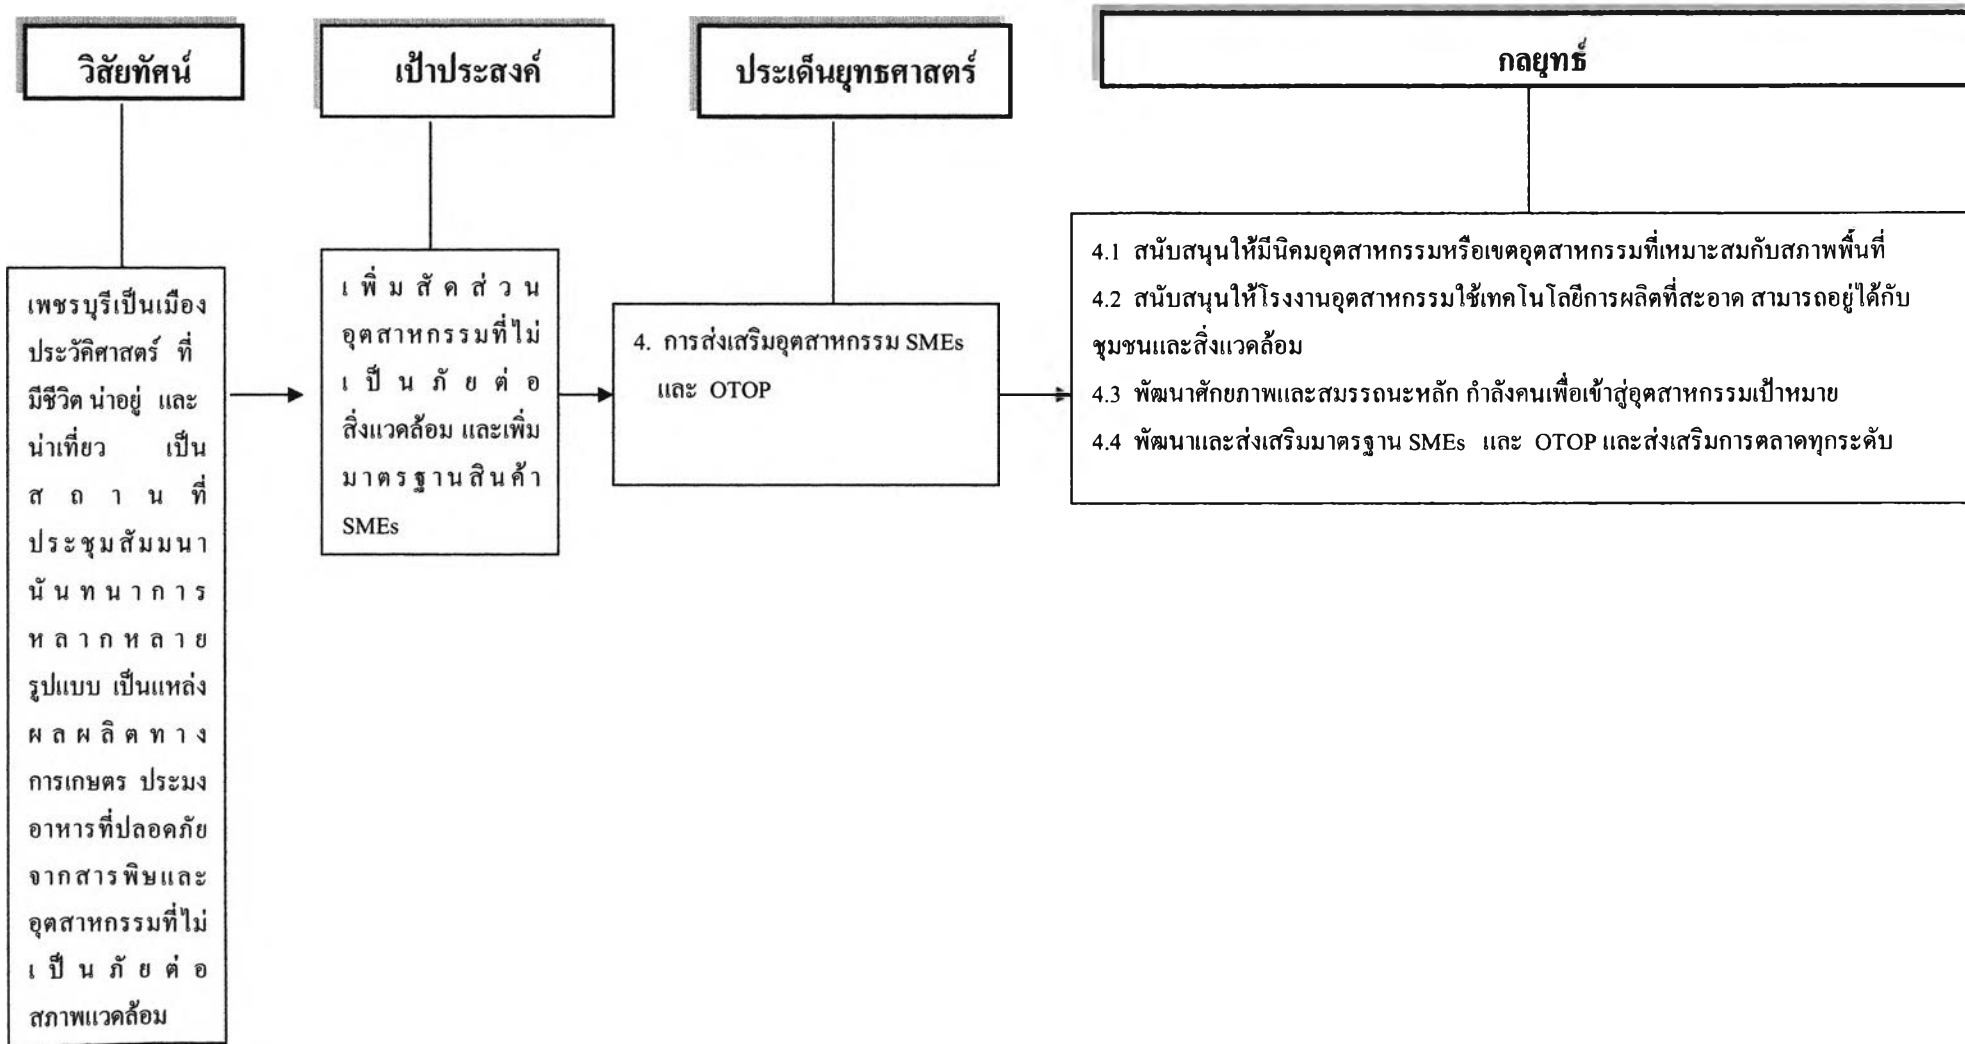 วิสัยทัศน์
เป้าประสงค์
ประเด็นยุทธศาสตร์
กลยุทธ์
เพชรบุรีเป็นเมือง
ประวัติศาสตร์ ที่
มีชีวิต น่าอยู่ และ
น่าเที่ยว เป็น
สถานที่
ประชุมสัมมนา
นันทนาการ
หลากหลาย
รูปแบบ เป็นแหล่ง
ผลผลิตทาง
การเกษตร ประมง
อาหารที่ปลอดภัย
จากสารพิษและ
อุตสาหกรรมที่ไม่
เป็นภัยต่อ
สภาพแวดล้อม
เพิ่มสัดส่วน
อุตสาหกรรมที่ไม่
เป็นภัยต่อ
สิ่งแวดล้อม และเพิ่ม
มาตรฐานสินค้า
SMEs
4. การส่งเสริมอุตสาหกรรม SMEs
และ OTOP
4.1 สนับสนุนให้มีนิคมอุตสาหกรรมหรือเขตอุตสาหกรรมที่เหมาะสมกับสภาพพื้นที่
4.2 สนับสนุนให้โรงงานอุตสาหกรรมใช้เทคโนโลยีการผลิตที่สะอาด สามารถอยู่ได้กับ
ชุมชนและสิ่งแวดล้อม
4.3 พัฒนาศักยภาพและสมรรถนะหลัก กำลังคนเพื่อเข้าสู่อุตสาหกรรมเป้าหมาย
4.4 พัฒนาและส่งเสริมมาตรฐาน SMEs และ OTOP และส่งเสริมการตลาดทุกระดับ